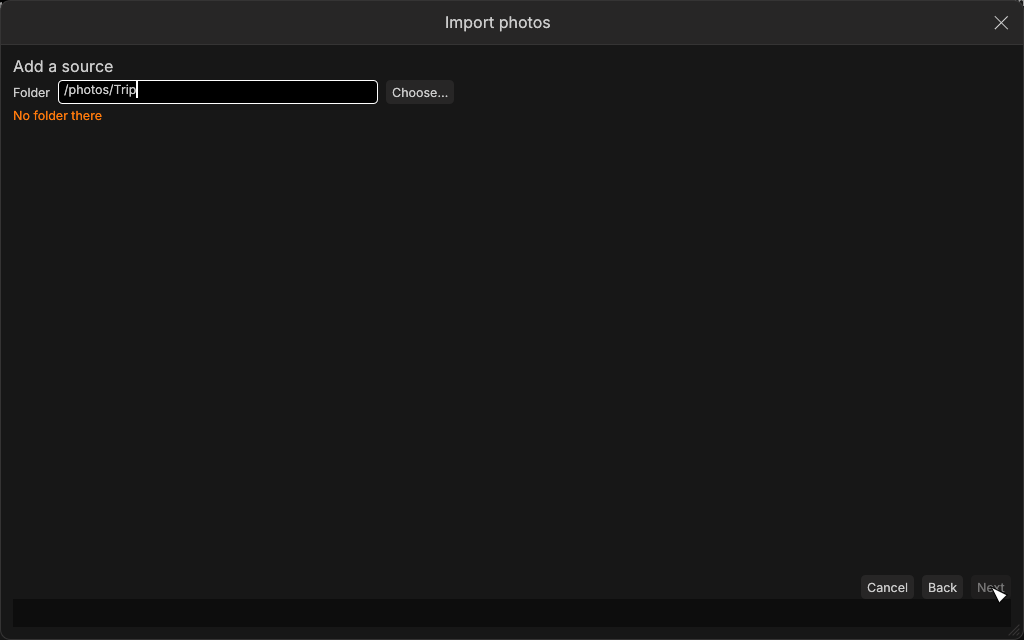 Import photos
Add a source
Folder /photos/Trip Choose...
No folder there
Cancel Back Next